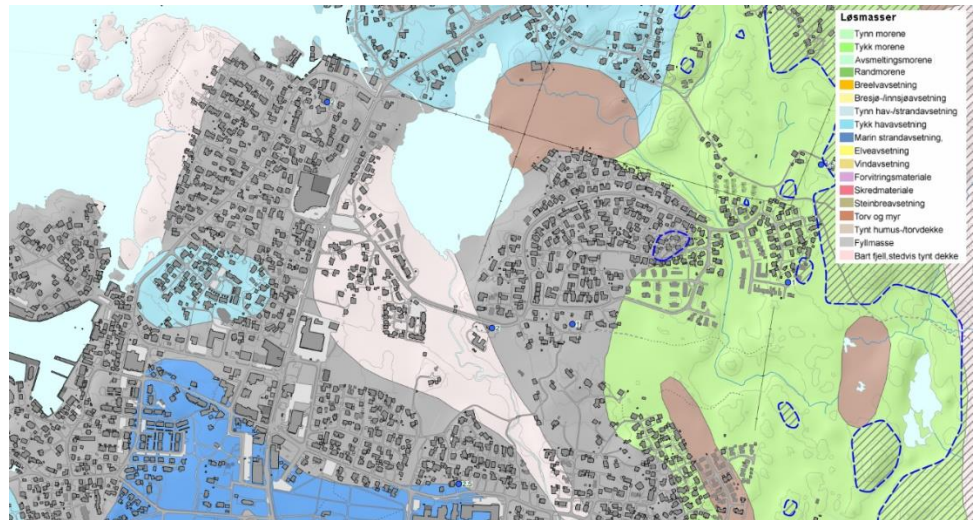 Løsmasser
Tynn morene
Tykk morene
Avsmeltingsmorene
Randmorene
Breelvavsetning
Bresjø-/innsjøavsetning
Tynn hav-/strandavsetning
Tykk havavsetning
Marin strandavsetning,
Elveavsetning
Vindavsetning
Forvitringsmateriale
Skredmateriale
Steinbreavsetning
Torv og myr
Tynt humus-/torvdekke
Fyllmasse
Bart fjell,stedvis tynt dekke